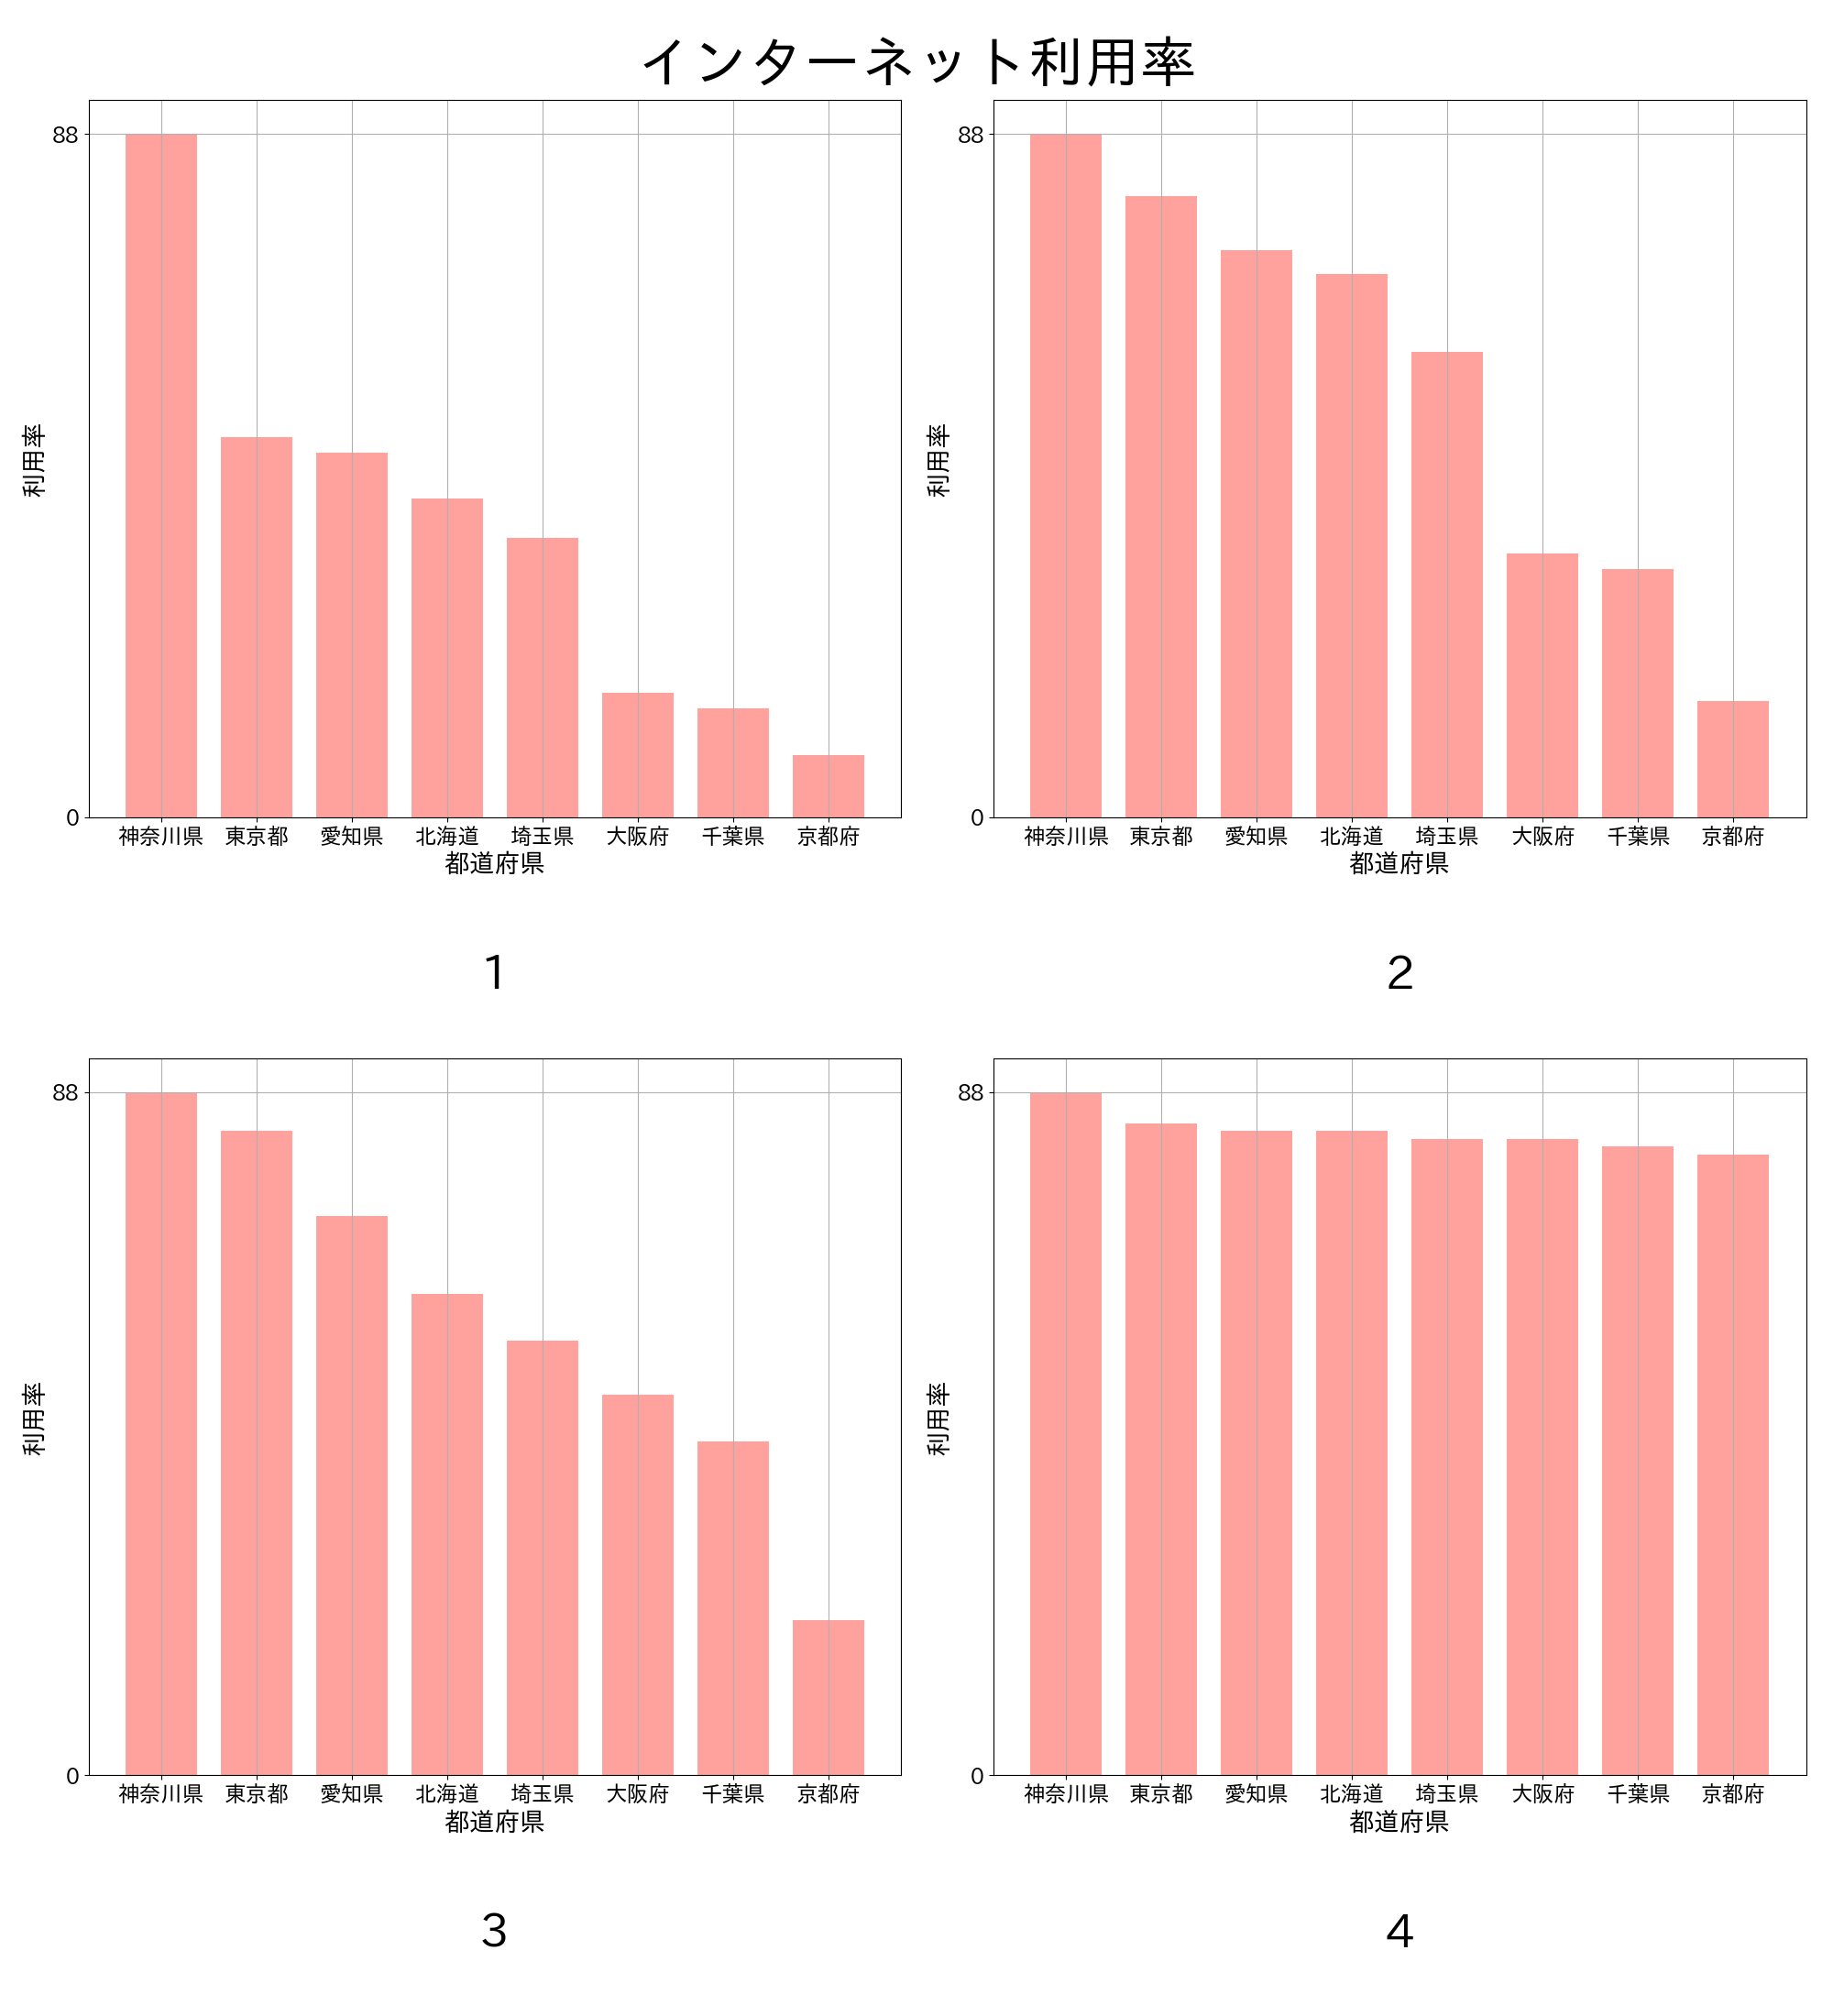 インターネット利用率
88
0
利用率
神奈川県 東京都 愛知県 北海道 埼玉県 大阪府 千葉県 京都府
都道府県
1
88
0
利用率
神奈川県 東京都 愛知県 北海道 埼玉県 大阪府 千葉県 京都府
都道府県
2
88
0
利用率
神奈川県 東京都 愛知県 北海道 埼玉県 大阪府 千葉県 京都府
都道府県
3
88
0
利用率
神奈川県 東京都 愛知県 北海道 埼玉県 大阪府 千葉県 京都府
都道府県
4